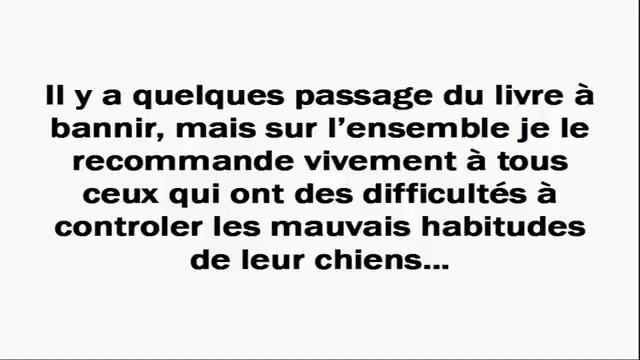 Il y a quelques passage du livre à
bannir, mais sur l'ensemble je le
recommande vivement à tous
ceux qui ont des difficultés à
controler les mauvais habitudes
de leur chiens...